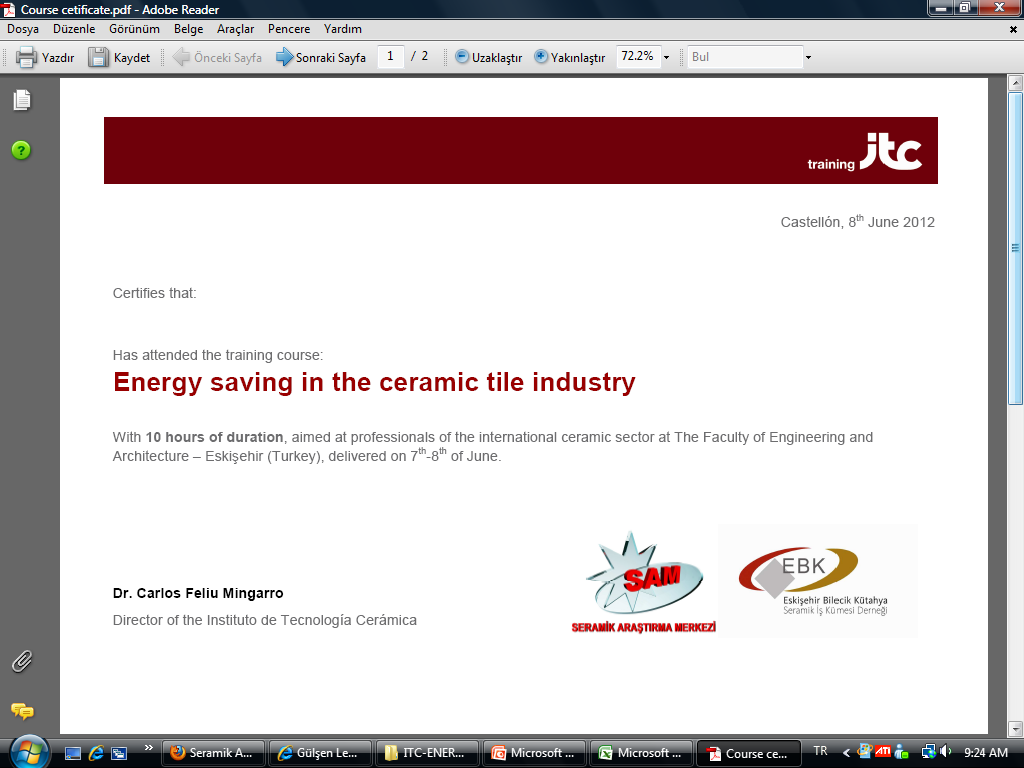 Course cetificate.pdf - Adobe Reader
Dosya Düzenle Görünüm Belge Araçlar Pencere Yardım
Yazdır Kaydet Önceki Sayfa Sonraki Sayfa 1 / 2 Uzaklaştır Yakınlaştır 72.2% Bul
training itc
Castellón, 8th June 2012
Certifies that:
Has attended the training course:
Energy saving in the ceramic tile industry
With 10 hours of duration, aimed at professionals of the international ceramic sector at The Faculty of Engineering and
Architecture – Eskişehir (Turkey), delivered on 7th-8th of June.
SAM
SERAMİK ARAŞTIRMA MERKEZİ
EBK
Eskişehir Bilecik Kütahya
Seramik İş Kümesi Derneği
Dr. Carlos Feliu Mingarro
Director of the Instituto de Tecnología Cerámica
Seramik A... Gülşen Le... ITC-ENER... Microsoft ... Microsoft ... Course ce... TR ATI 9:24 AM